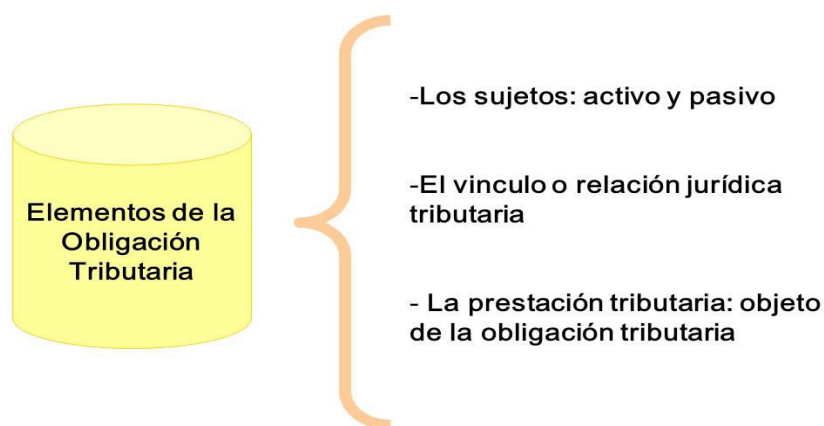 Elementos de la
Obligación
Tributaria
-Los sujetos: activo y pasivo
-El vinculo o relación jurídica
tributaria
- La prestación tributaria: objeto
de la obligación tributaria